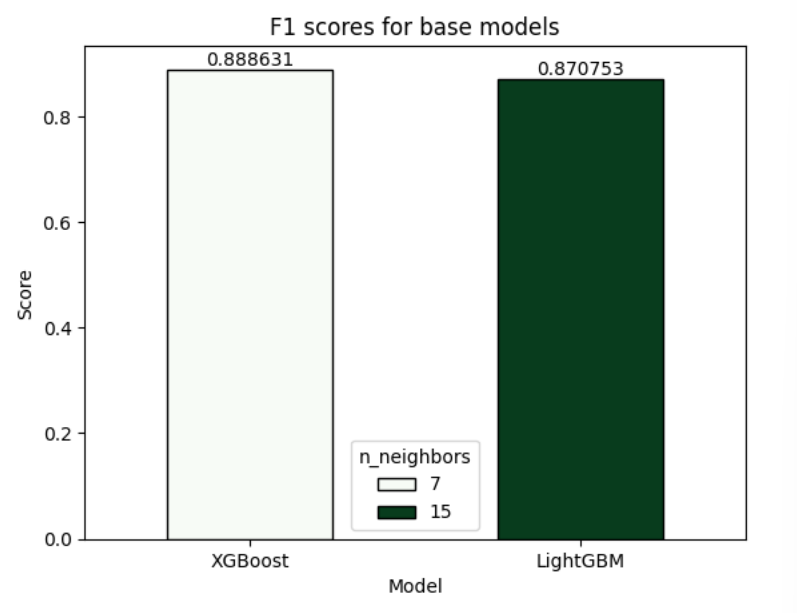 F1 scores for base models
0.888631
0.870753
0.8
0.6
0.4
0.2
0.0
Score
n_neighbors
7
15
XGBoost
LightGBM
Model